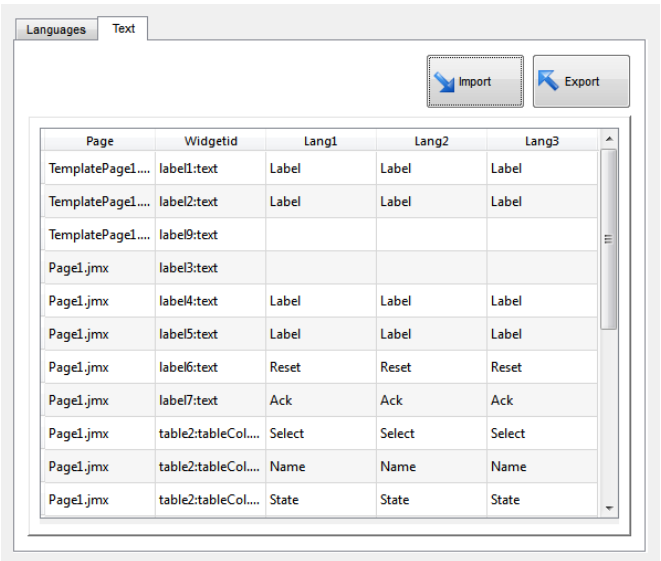 Languages Text
Import Export
Page Widgetid Lang1 Lang2 Lang3
TemplatePage1.... label1:text Label Label Label
TemplatePage1.... label2:text Label Label Label
TemplatePage1.... label9:text
Page1.jmx label3:text
Page1.jmx label4:text Label Label Label
Page1.jmx label5:text Label Label Label
Page1.jmx label6:text Reset Reset Reset
Page1.jmx label7:text Ack Ack Ack
Page1.jmx table2:tableCol.... Select Select Select
Page1.jmx table2:tableCol.... Name Name Name
Page1.jmx table2:tableCol.... State State State